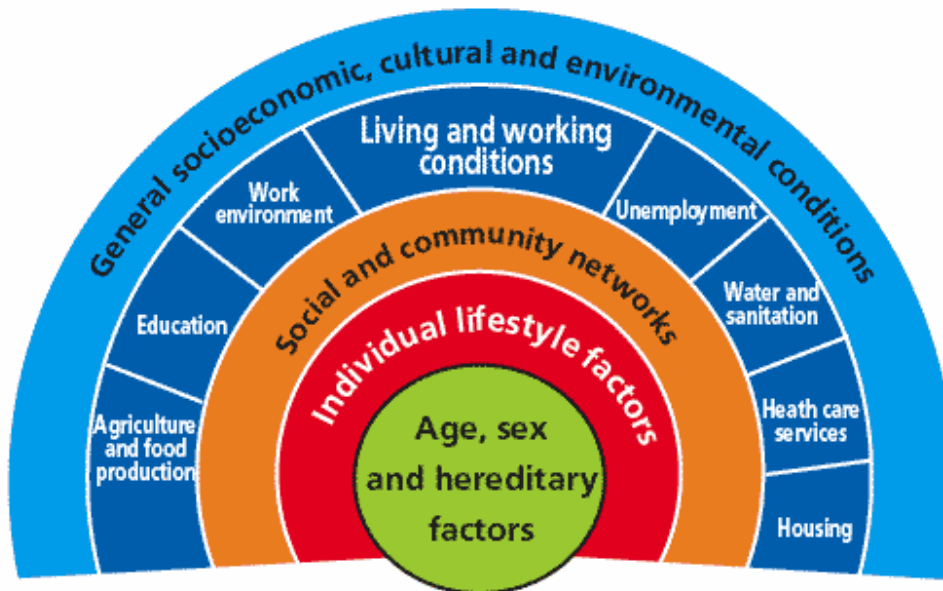 General socioeconomic, cultural and environmental conditions
Living and working
conditions
Work
environment
Unemployment
Education
Water and
sanitation
Agriculture
and food
production
Heath care
services
Housing
Social and community networks
Individual lifestyle factors
Age, sex
and hereditary
factors